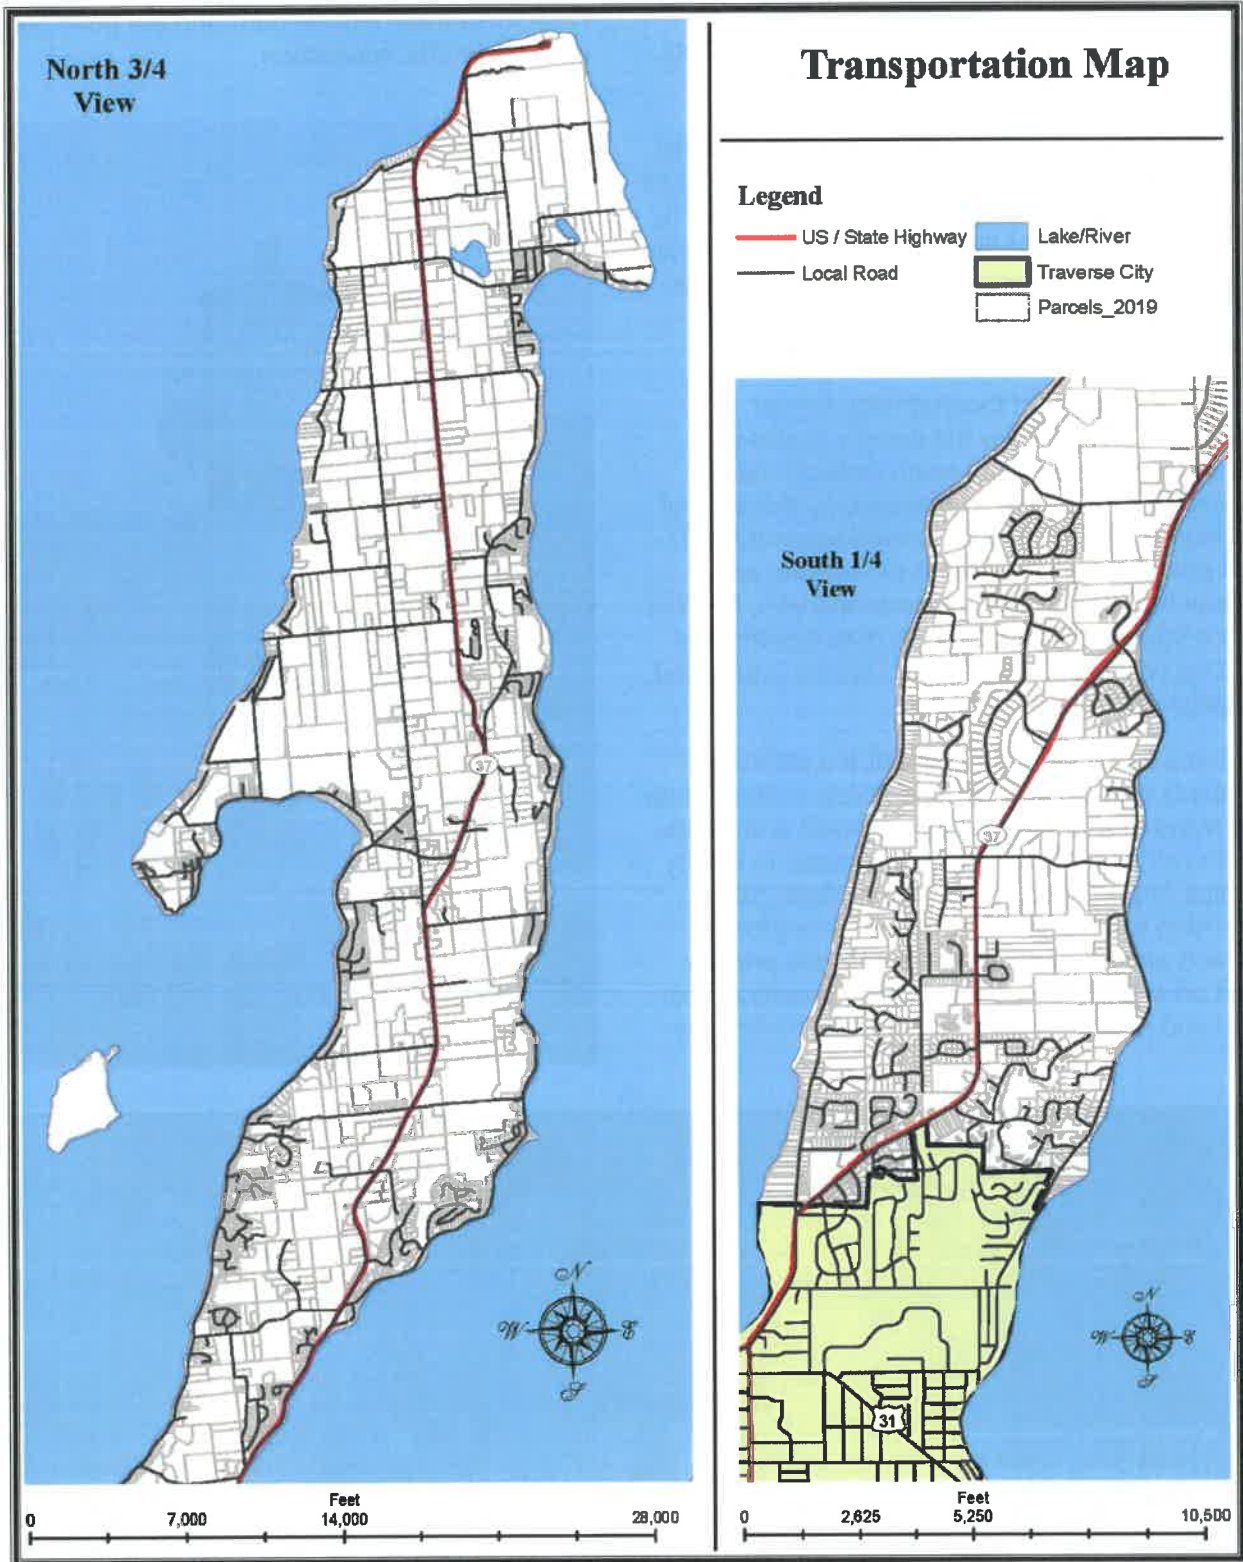 North 3/4
View
Transportation Map
Legend
US / State Highway
Lake/River
Local Road
Traverse City
Parcels_2019
South 1/4
View
37
37
N
W
E
S
N
W
E
S
31
Feet
0
7,000
14,000
28,000
Feet
0
2,625
5,250
10,500